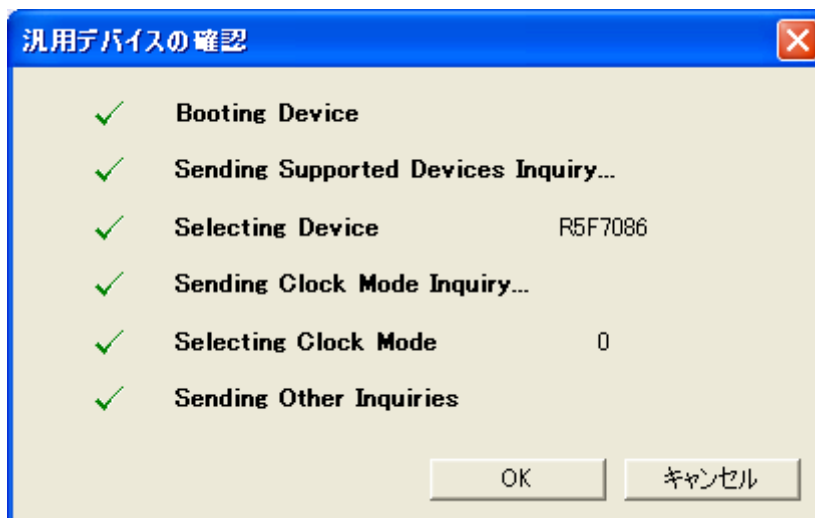 汎用デバイスの確認
Booting Device
Sending Supported Devices Inquiry...
Selecting Device R5F7086
Sending Clock Mode Inquiry...
Selecting Clock Mode 0
Sending Other Inquiries
OK キャンセル